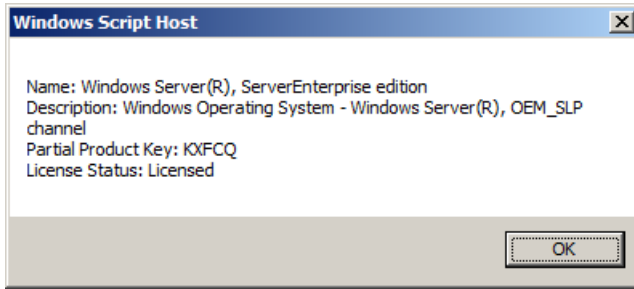 Windows Script Host
Name: Windows Server(R), ServerEnterprise edition
Description: Windows Operating System - Windows Server(R), OEM_SLP
channel
Partial Product Key: KXFCQ
License Status: Licensed
OK